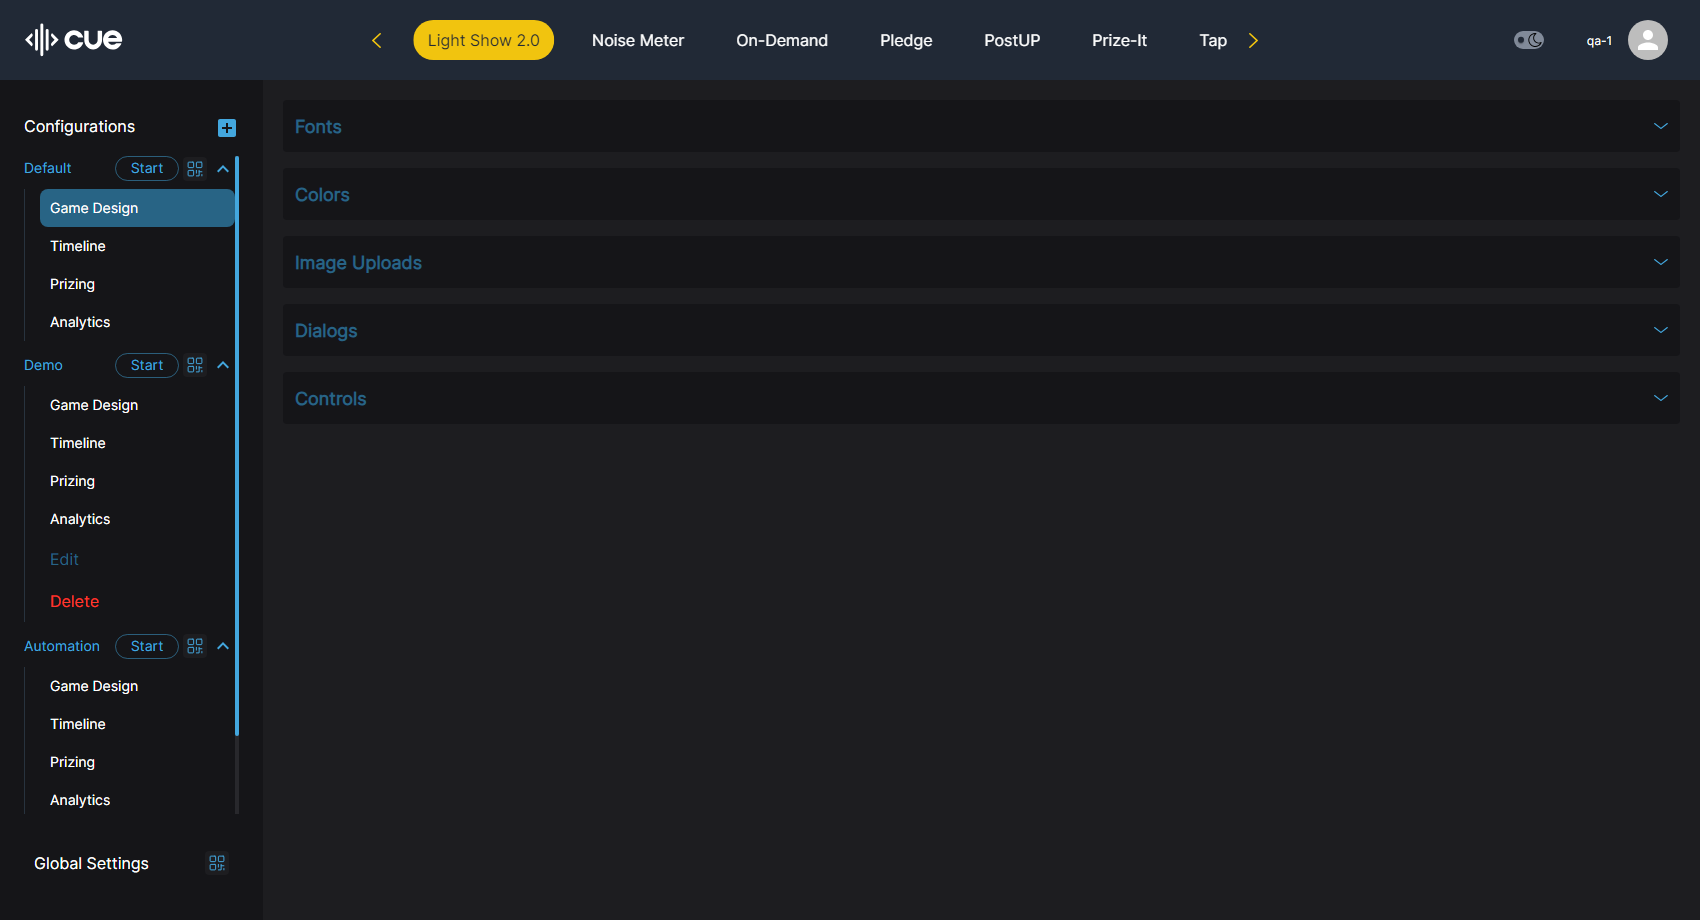 cue
Light Show 2.0
Noise Meter
On-Demand
Pledge
PostUP
Prize-It
Tap
qa-1
Configurations
Default
Start
Game Design
Timeline
Prizing
Analytics
Demo
Start
Game Design
Timeline
Prizing
Analytics
Edit
Delete
Automation
Start
Game Design
Timeline
Prizing
Analytics
Global Settings
Fonts
Colors
Image Uploads
Dialogs
Controls